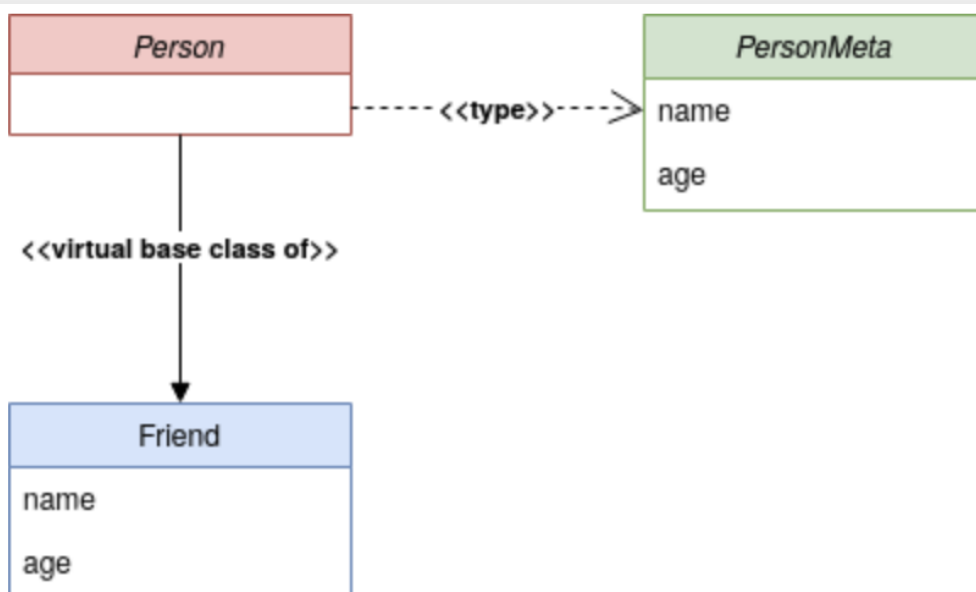 Person
PersonMeta
<<type>>
name
age
<<virtual base class of>>
Friend
name
age